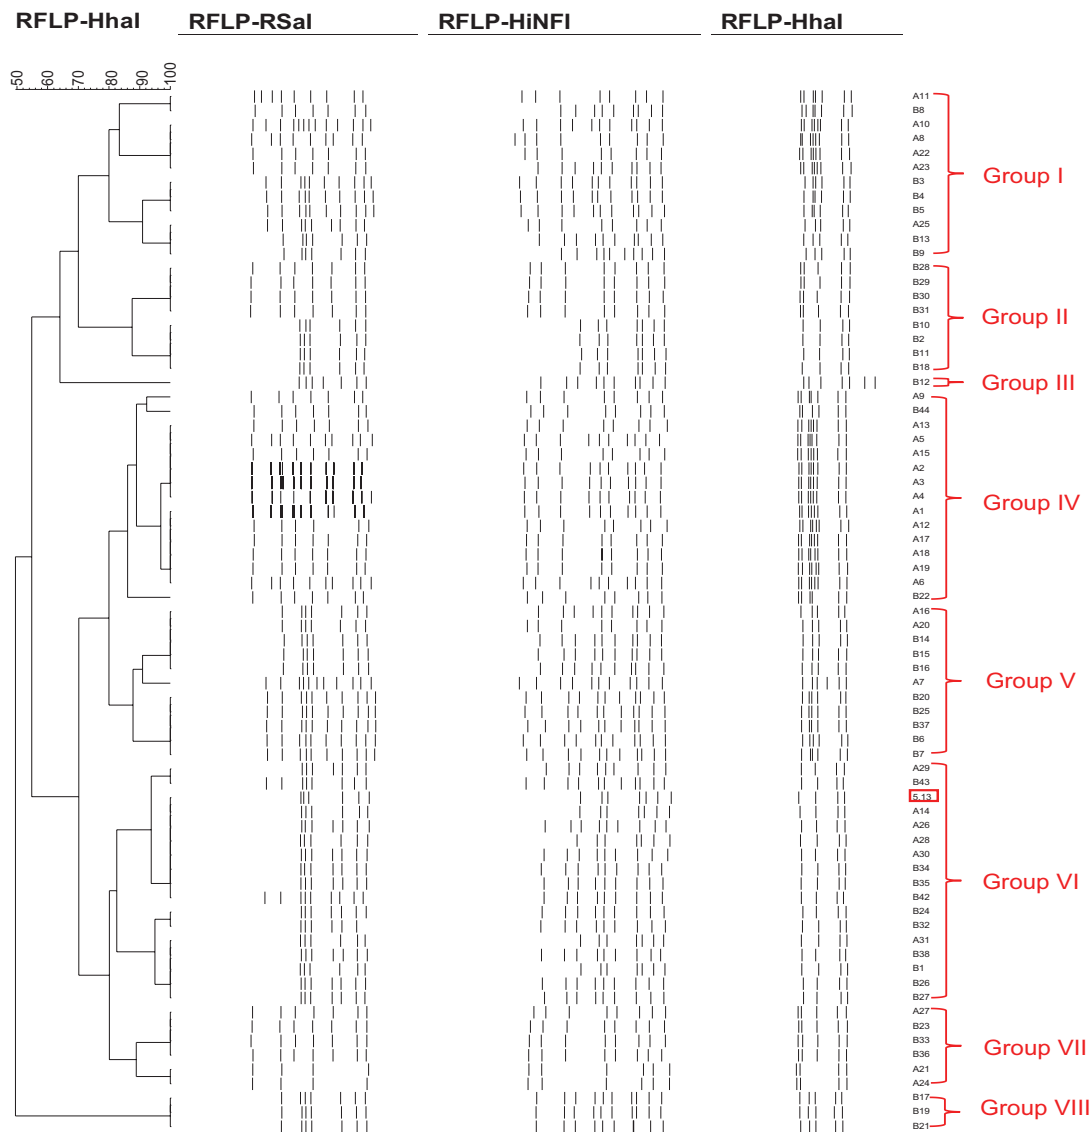 RFLP-HhaI RFLP-RSaI RFLP-HiNFI RFLP-HhaI
50 60 70 80 90 100
A11
B8
A10
A8
A22
A23
Group I
B3
B4
B5
A25
B13
B9
B28
B29
B30
B31
Group II
B10
B2
B11
B18
B12
Group III
A9
B44
A13
A5
A15
A2
A3
A4
Group IV
A1
A12
A17
A18
A19
A6
B22
A16
A20
B14
B15
B16
A7
Group V
B20
B25
B37
B6
B7
A29
B43
5.13
A14
A26
A28
A30
B34
B35
Group VI
B42
B24
B32
A31
B38
B1
B26
B27
A27
B23
B33
Group VII
B36
A21
A24
B17
B19
Group VIII
B21